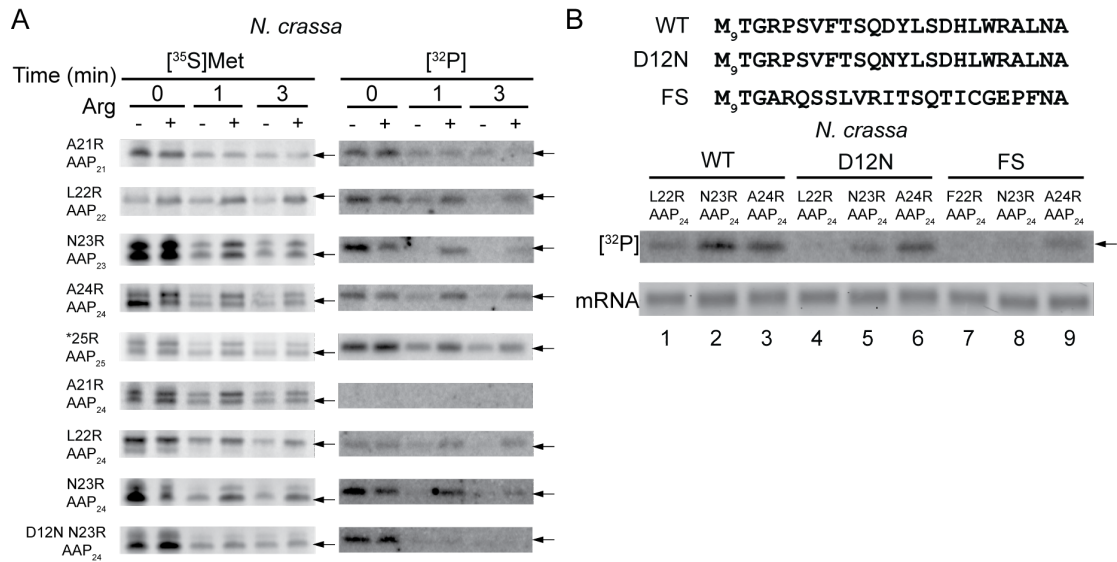 A
N. crassa
[35S]Met [32P]
Time (min) 0 1 3 0 1 3
Arg - + - + - + - + - + - +
A21R
AAP21
L22R
AAP22
N23R
AAP23
A24R
AAP24
*25R
AAP25
A21R
AAP24
L22R
AAP24
N23R
AAP24
D12N N23R
AAP24
B
WT M9TGRPSVFTSQDYLSDHLWRALNA
D12N M9TGRPSVFTSQNYLSDHLWRALNA
FS M9TGARQSSLVRITSQTICGEPFNA
N. crassa
WT D12N FS
L22R N23R A24R L22R N23R A24R F22R N23R A24R
AAP24 AAP24 AAP24 AAP24 AAP24 AAP24 AAP24 AAP24 AAP24
[32P]
mRNA
1 2 3 4 5 6 7 8 9